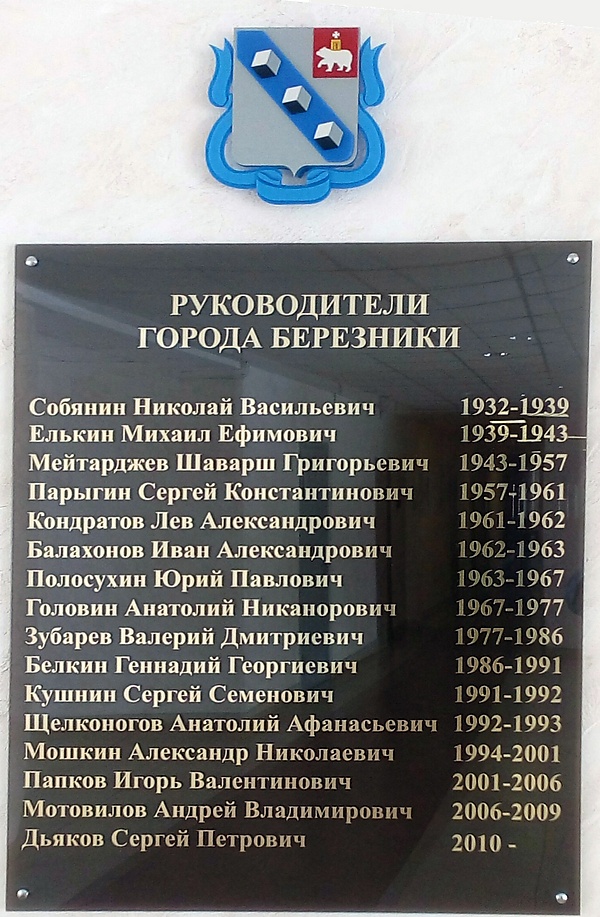 РУКОВОДИТЕЛИ
ГОРОДА БЕРЕЗНИКИ
Собянин Николай Васильевич 1932-1939
Елькин Михаил Ефимович 1939-1943
Мейтарджев Шаварш Григорьевич 1943-1957
Парыгин Сергей Константинович 1957-1961
Кондратов Лев Александрович 1961-1962
Балахонов Иван Александрович 1962-1963
Полосухин Юрий Павлович 1963-1967
Головин Анатолий Никанорович 1967-1977
Зубарев Валерий Дмитриевич 1977-1986
Белкин Геннадий Георгиевич 1986-1991
Кушнин Сергей Семенович 1991-1992
Щелконогов Анатолий Афанасьевич 1992-1993
Мошкин Александр Николаевич 1994-2001
Папков Игорь Валентинович 2001-2006
Мотовилов Андрей Владимирович 2006-2009
Дьяков Сергей Петрович 2010 -